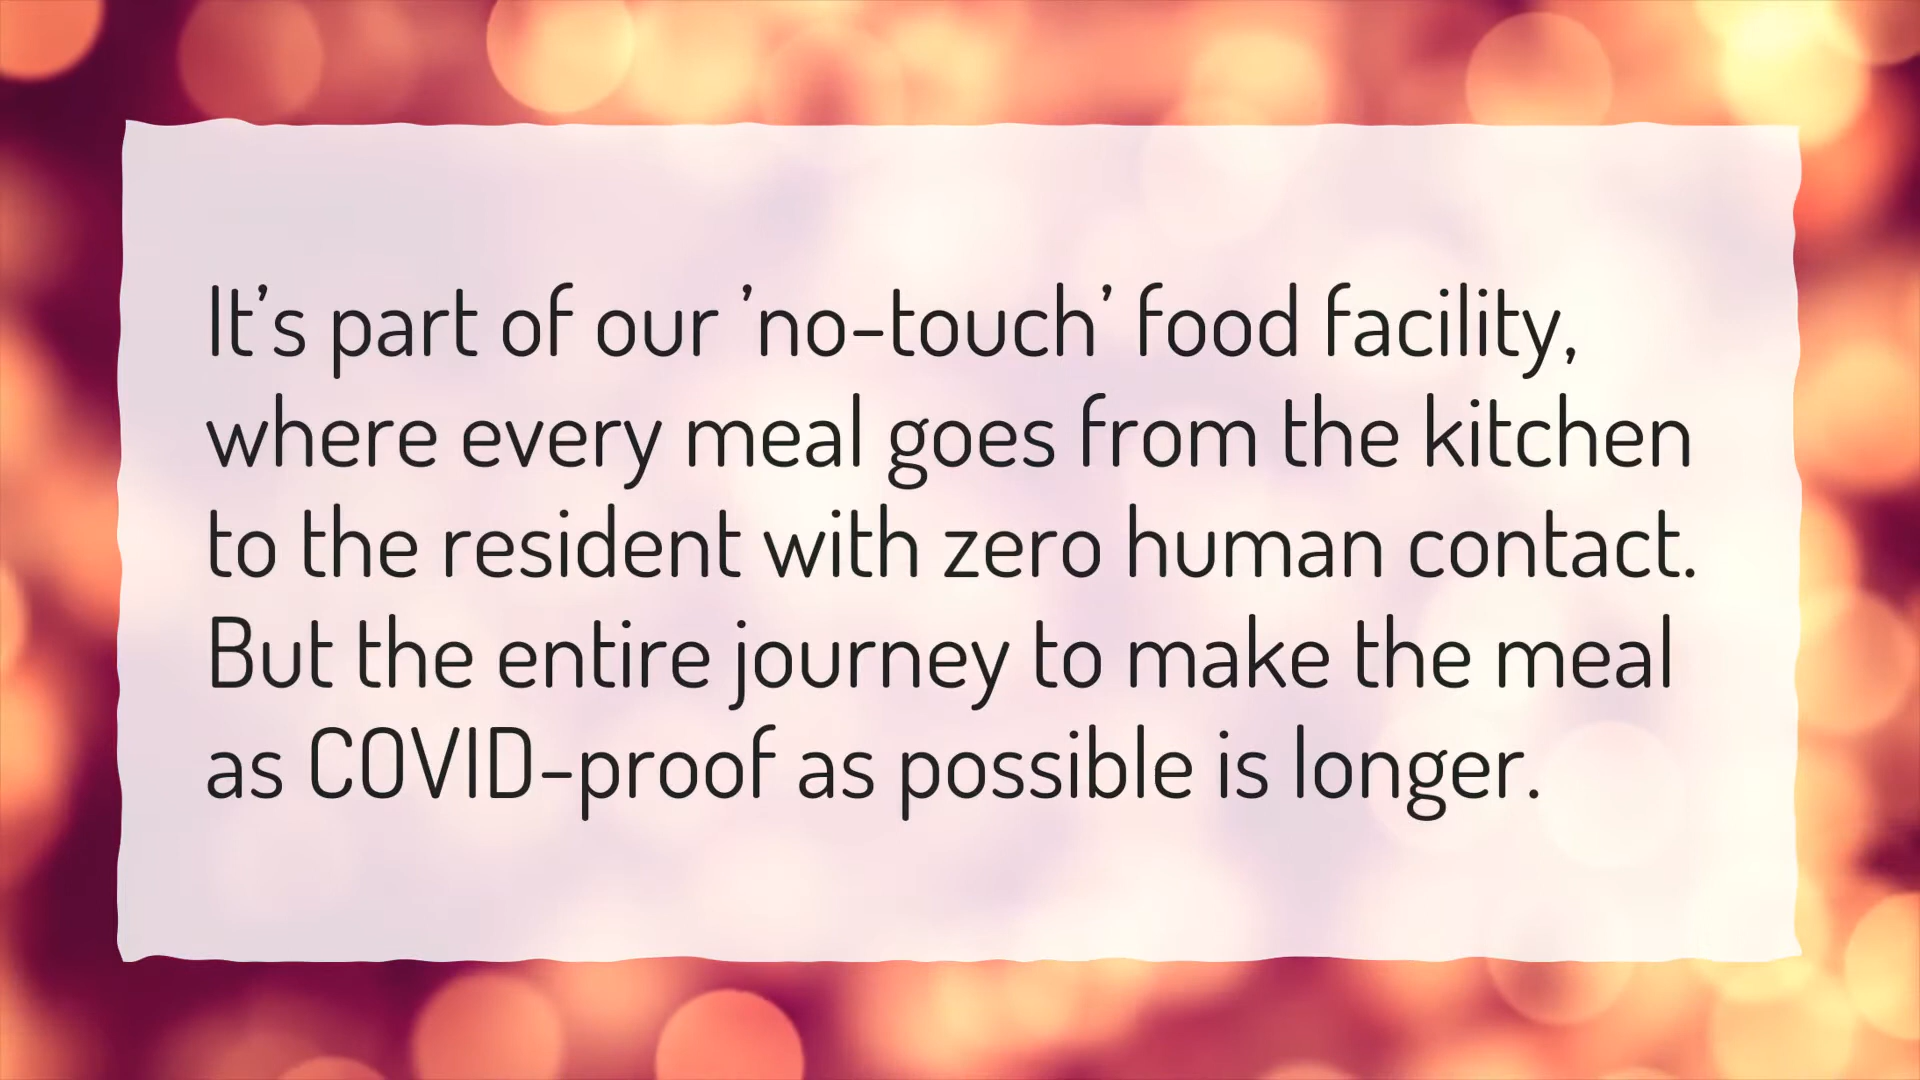 It's part of our 'no-touch' food facility,
where every meal goes from the kitchen
to the resident with zero human contact.
But the entire journey to make the meal
as COVID-proof as possible is longer.